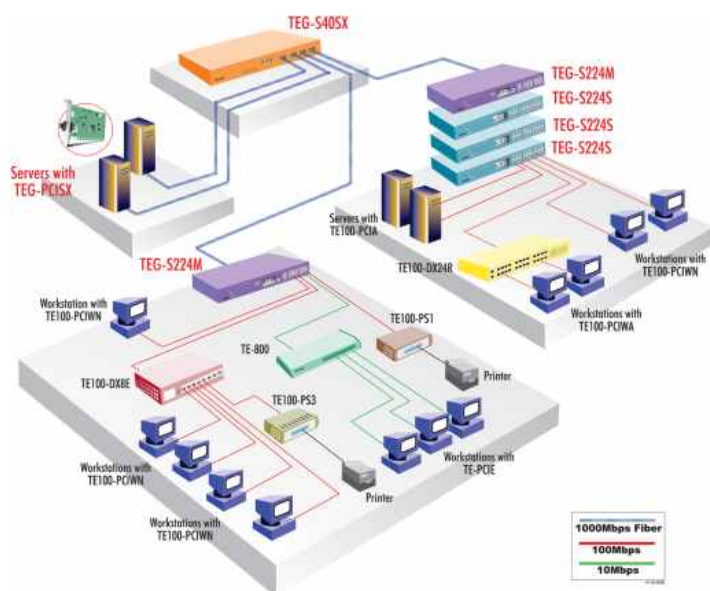 TEG-S40SX
TEG-S224M
TEG-S224S
TEG-S224S
TEG-S224S
Servers with
TEG-PCISX
Servers with
TE100-PCIA
TE100-DX24R
Workstations with
TE100-PCIWN
Workstations with
TE100-PCIWA
TEG-S224M
Workstation with
TE100-PCIWN
TE100-PS1
TE-800
Printer
TE100-DX8E
TE100-PS3
Workstations with
TE100-PCIWN
Workstations with
TE-PCIE
Printer
Workstations with
TE100-PCIWN
1000Mbps Fiber
100Mbps
10Mbps